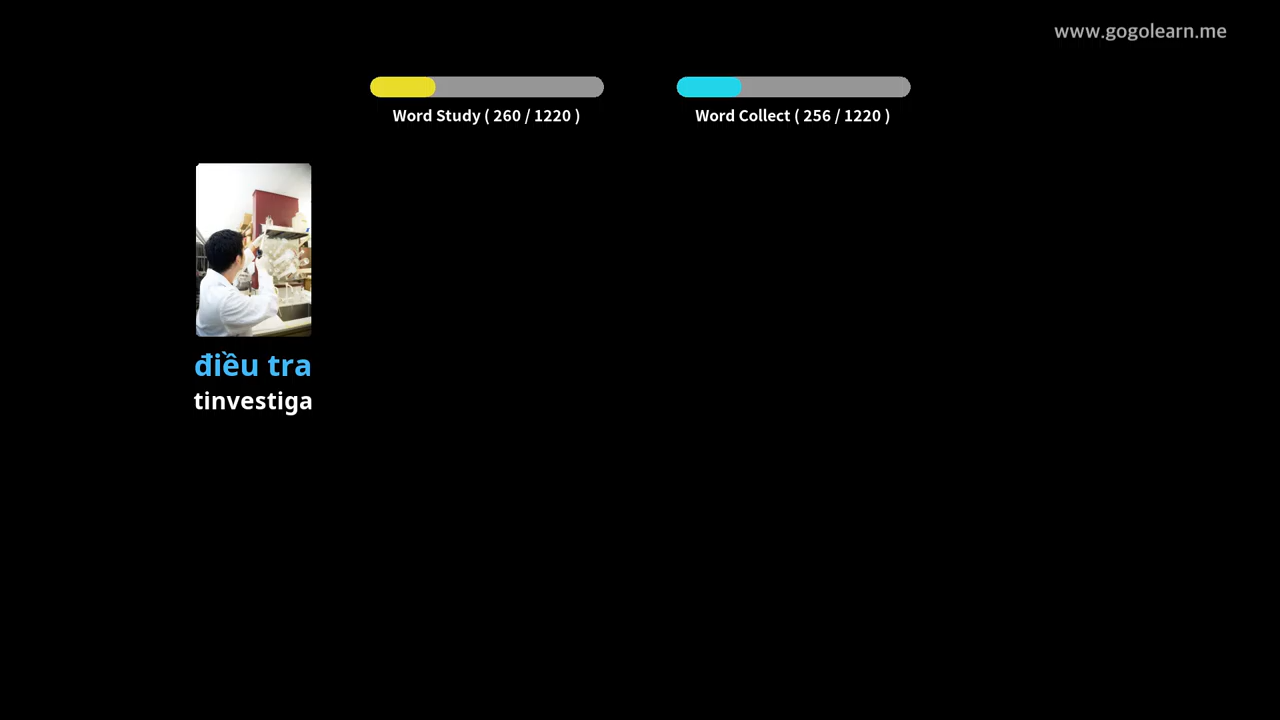 www.gogolearn.me
Word Study ( 260 / 1220 )
Word Collect ( 256 / 1220 )
điều tra
tinvestiga